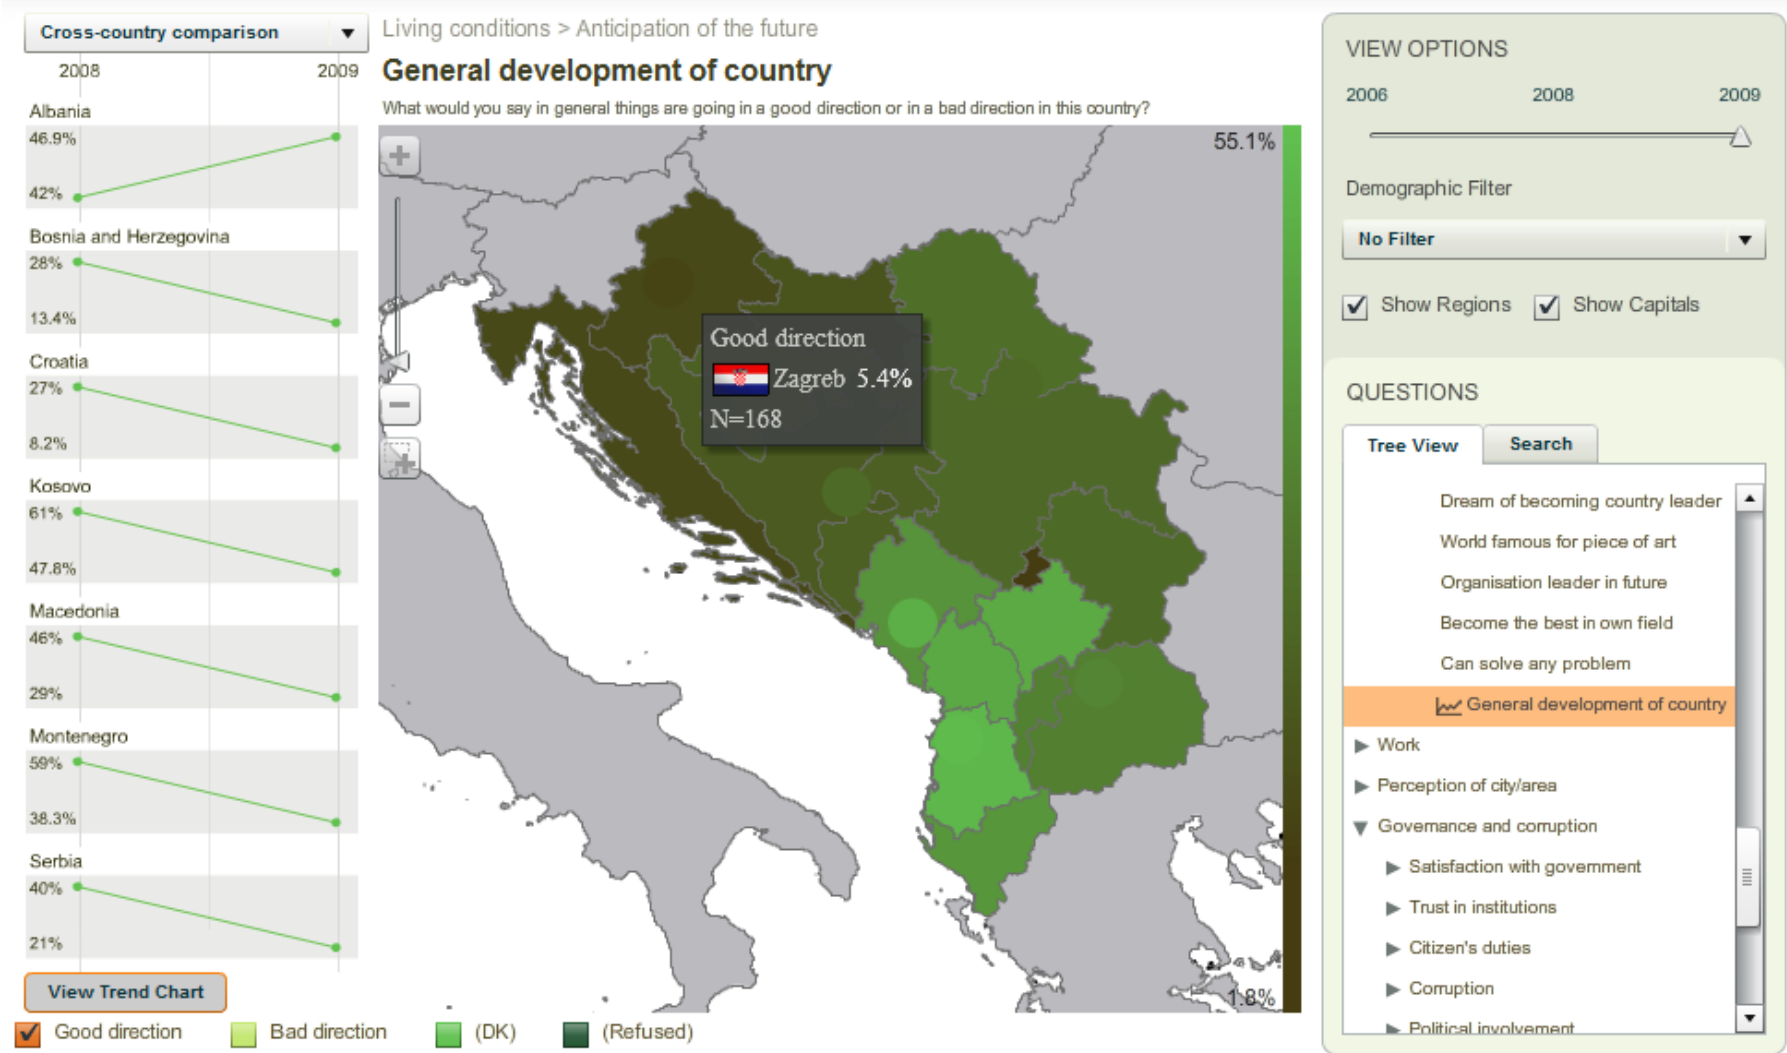 Cross-country comparison
2008 2009
Albania
46.9%
42%
Bosnia and Herzegovina
28%
13.4%
Croatia
27%
8.2%
Kosovo
61%
47.8%
Macedonia
46%
29%
Montenegro
59%
38.3%
Serbia
40%
21%
View Trend Chart
Living conditions > Anticipation of the future
General development of country
What would you say in general things are going in a good direction or in a bad direction in this country?
55.1%
Good direction
Zagreb 5.4%
N=168
1.8%
Good direction Bad direction (DK) (Refused)
VIEW OPTIONS
2006 2008 2009
Demographic Filter
No Filter
Show Regions Show Capitals
QUESTIONS
Tree View Search
Dream of becoming country leader
World famous for piece of art
Organisation leader in future
Become the best in own field
Can solve any problem
General development of country
Work
Perception of city/area
Governance and corruption
Satisfaction with government
Trust in institutions
Citizen's duties
Corruption
Political involvement